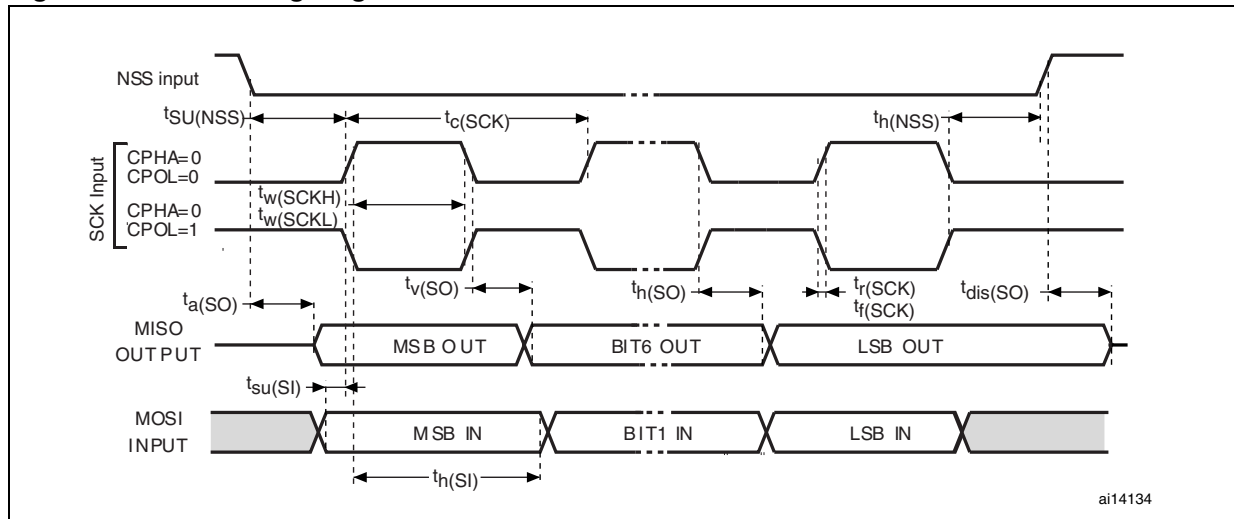 NSS input
tSU(NSS)
tc(SCK)
th(NSS)
SCK Input
CPHA=0
CPOL=0
tw(SCKH)
tw(SCKL)
CPHA=0
CPOL=1
ta(SO)
tv(SO)
th(SO)
tr(SCK)
tf(SCK)
tdis(SO)
MISO
OUTPUT
MSB OUT
BIT6 OUT
LSB OUT
tsu(SI)
MOSI
INPUT
MSB IN
BIT1 IN
LSB IN
th(SI)
ai14134